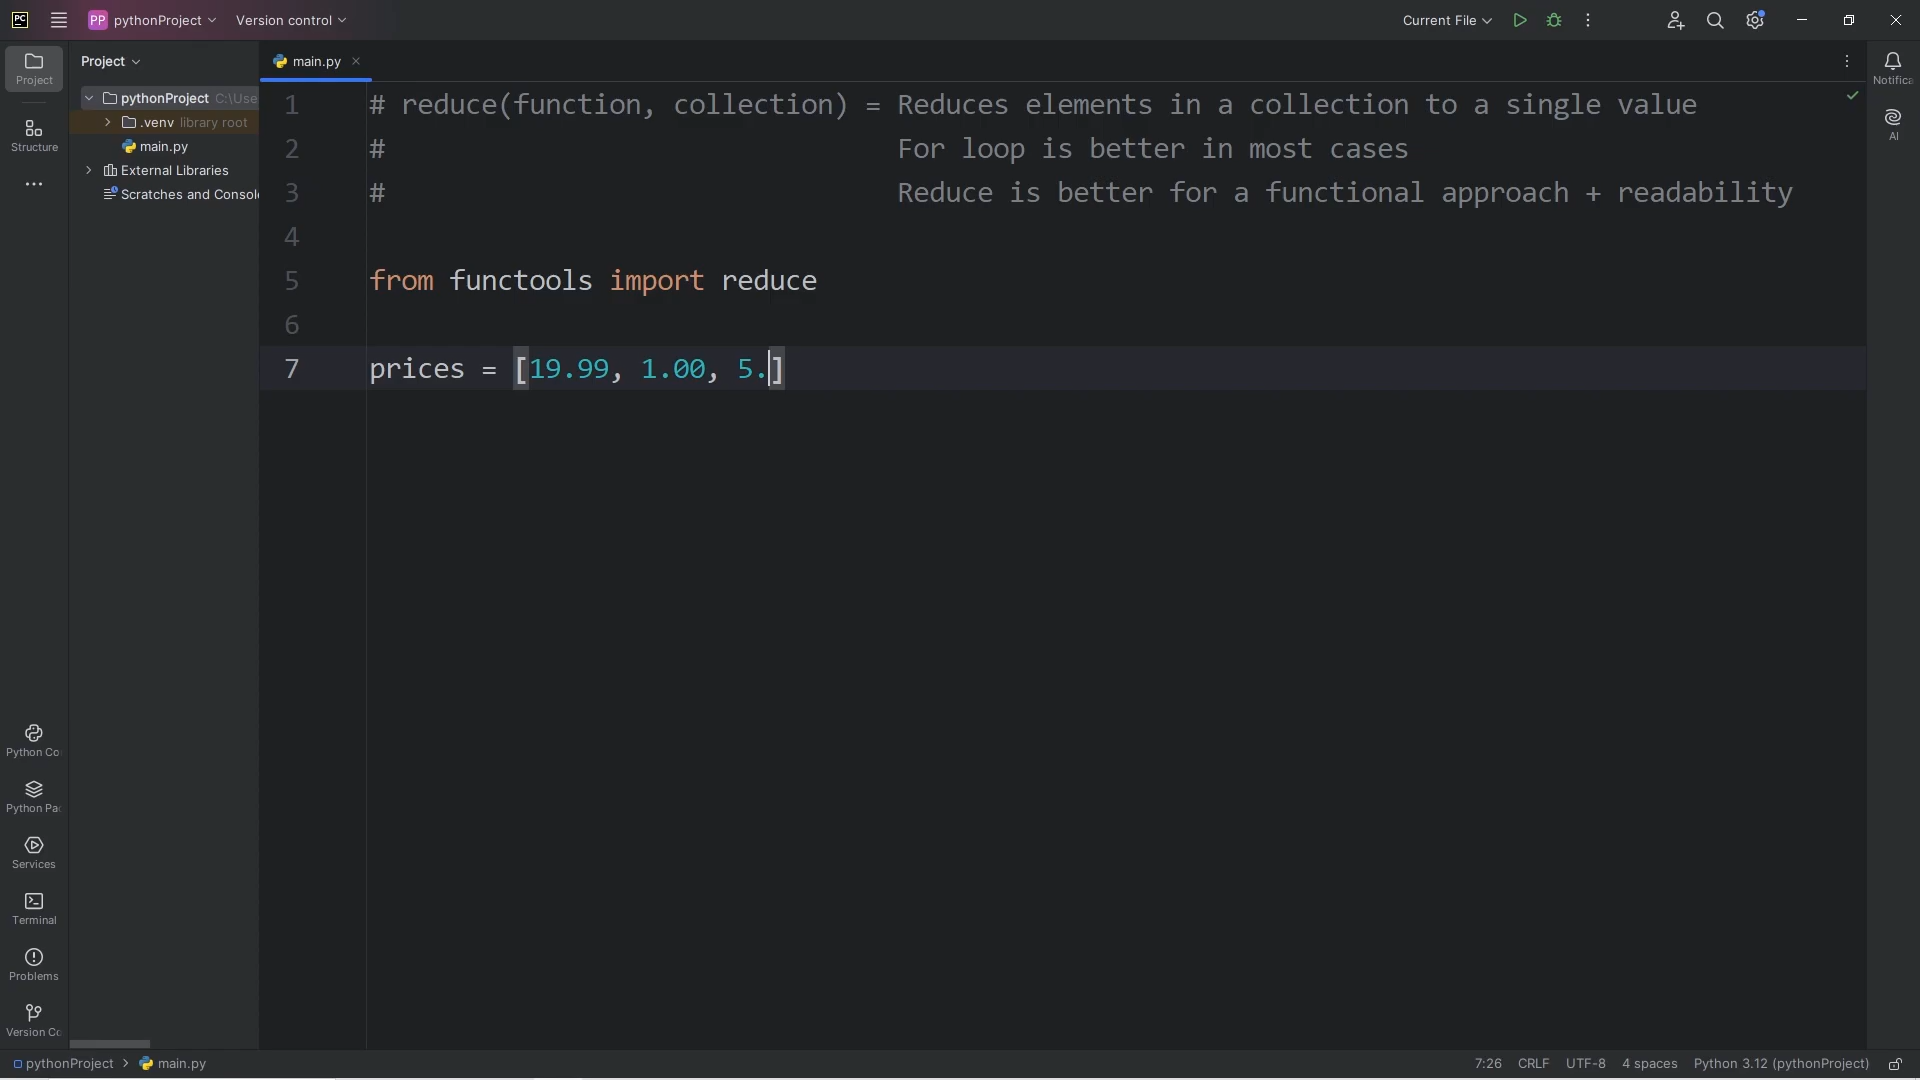 PC
PP pythonProject
Version control
Current File
Project
Project
main.py
Notifica
pythonProject C:\Use
1 # reduce(function, collection) = Reduces elements in a collection to a single value
.venv library root
AI
Structure
main.py
2 # For loop is better in most cases
External Libraries
Scratches and Consol
3 # Reduce is better for a functional approach + readability
4
5 from functools import reduce
6
7 prices = [19.99, 1.00, 5.]
Python Co
Python Pa
Services
Terminal
Problems
Version Co
pythonProject > main.py
7:26 CRLF UTF-8 4 spaces Python 3.12 (pythonProject)